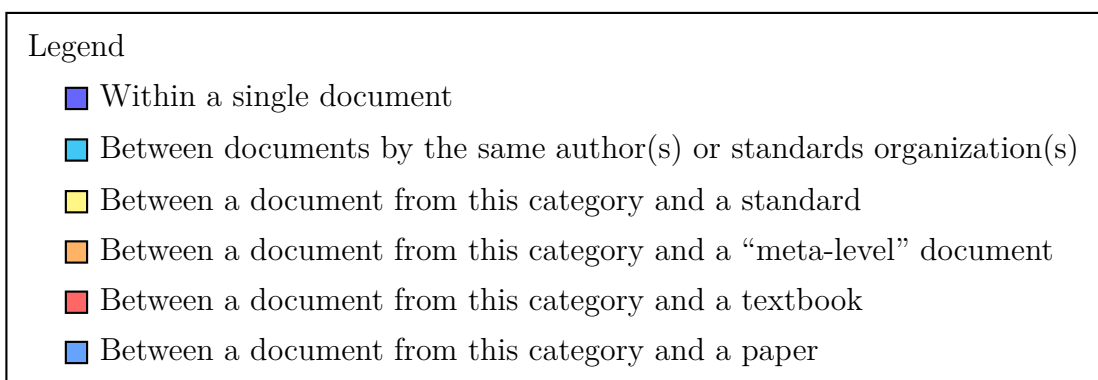 Legend
Within a single document
Between documents by the same author(s) or standards organization(s)
Between a document from this category and a standard
Between a document from this category and a “meta-level” document
Between a document from this category and a textbook
Between a document from this category and a paper